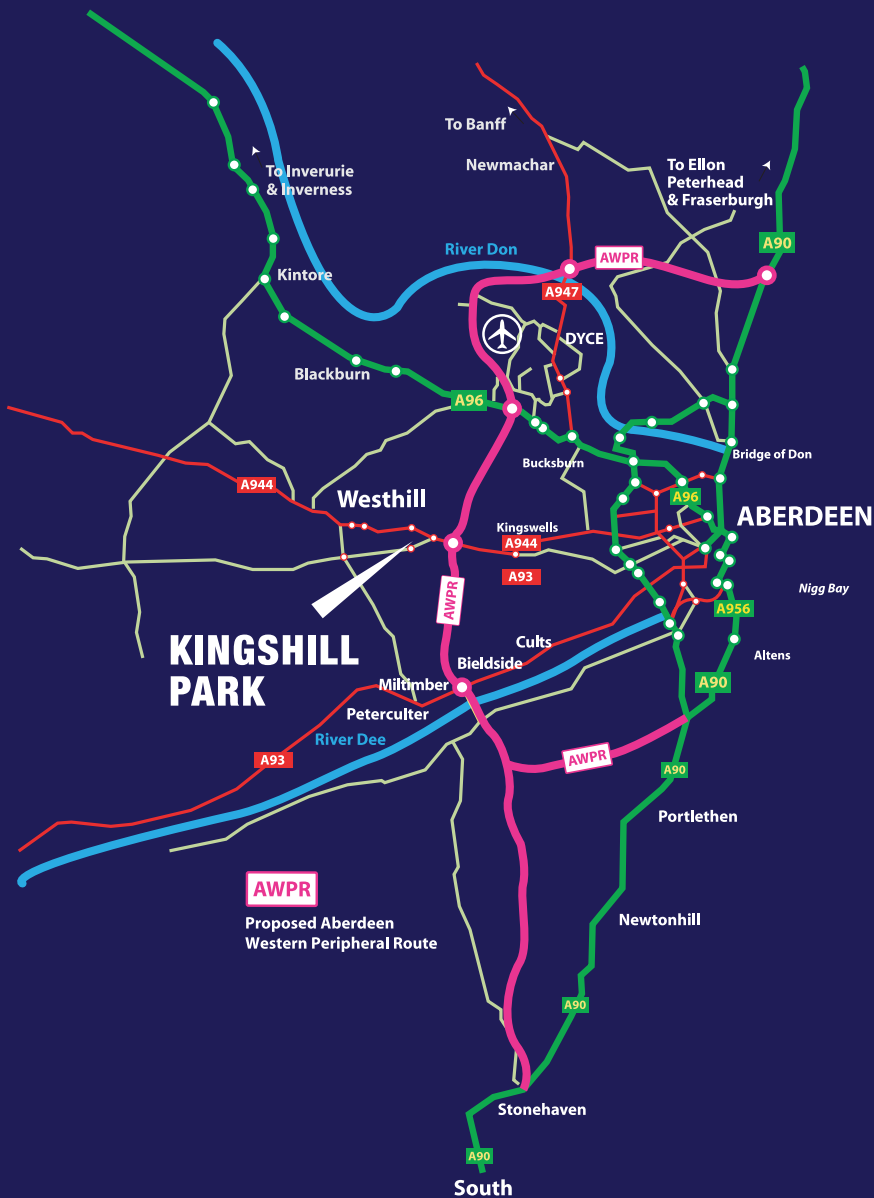 To Banff
Newmachar
To Ellon
Peterhead
& Fraserburgh
To Inverurie
& Inverness
A90
River Don
AWPR
Kintore
A947
DYCE
Blackburn
A96
Bridge of Don
Bucksburn
A944
Westhill
A96
Kingswells
ABERDEEN
A944
A93
AWPR
Nigg Bay
A956
KINGSHILL
PARK
Cults
Altens
Bieldside
Miltimber
A90
Peterculter
River Dee
A93
AWPR
A90
Portlethen
AWPR
Proposed Aberdeen
Western Peripheral Route
Newtonhill
A90
Stonehaven
A90
South